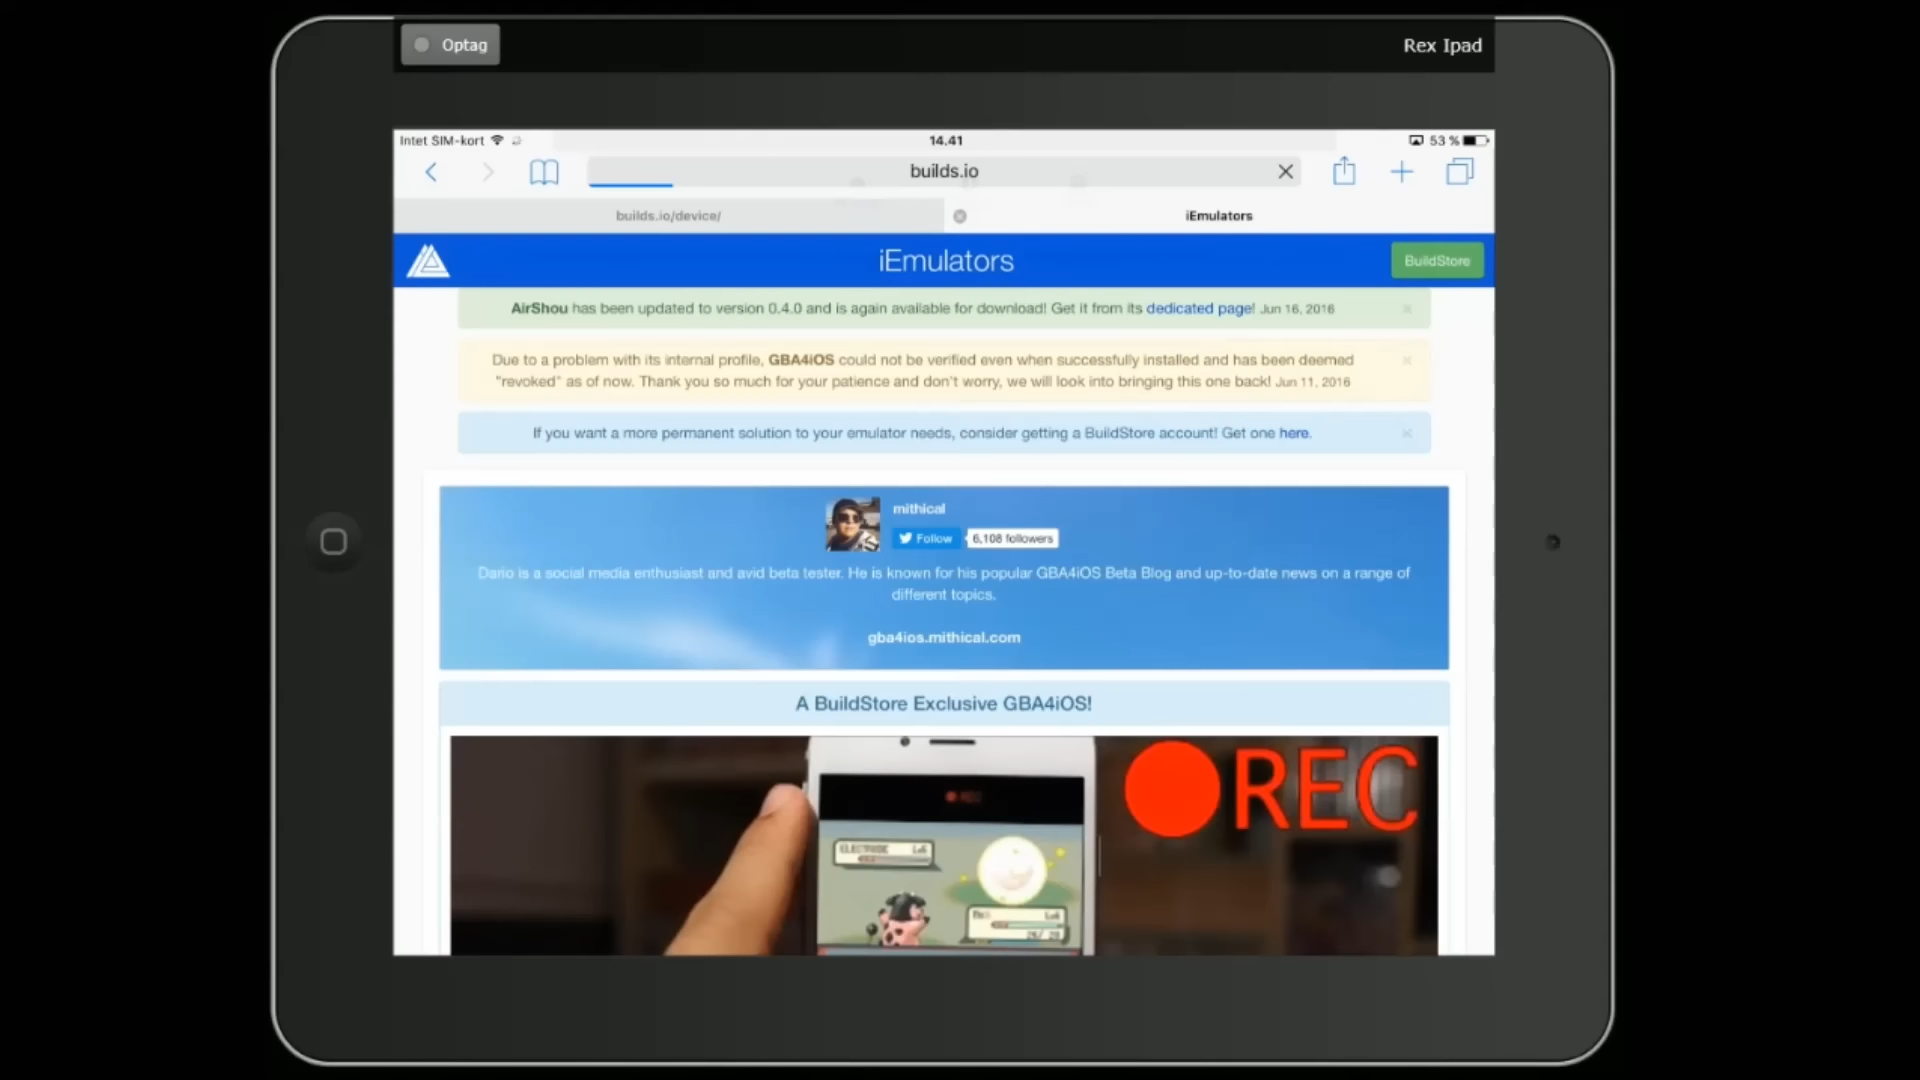 Optag
Rex Ipad
Intet SIM-kort
14.41
53 %
builds.io
builds.io/device/
iEmulators
iEmulators
BuildStore
AirShou has been updated to version 0.4.0 and is again available for download! Get it from its dedicated page! Jun 16, 2016
Due to a problem with its internal profile, GBA4iOS could not be verified even when successfully installed and has been deemed
"revoked" as of now. Thank you so much for your patience and don't worry, we will look into bringing this one back! Jun 11, 2016
If you want a more permanent solution to your emulator needs, consider getting a BuildStore account! Get one here.
mithical
Follow
6,108 followers
Dario is a social media enthusiast and avid beta tester. He is known for his popular GBA4iOS Beta Blog and up-to-date news on a range of
different topics.
gba4ios.mithical.com
A BuildStore Exclusive GBA4iOS!
REC
REC
ELECTRODE